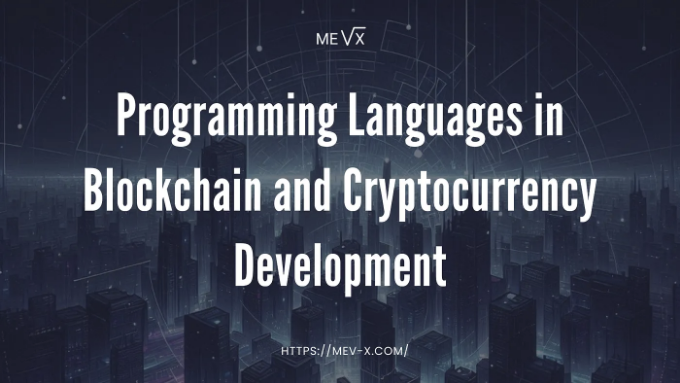 ME√X
Programming Languages in
Blockchain and Cryptocurrency
Development
HTTPS://MEV-X.COM/